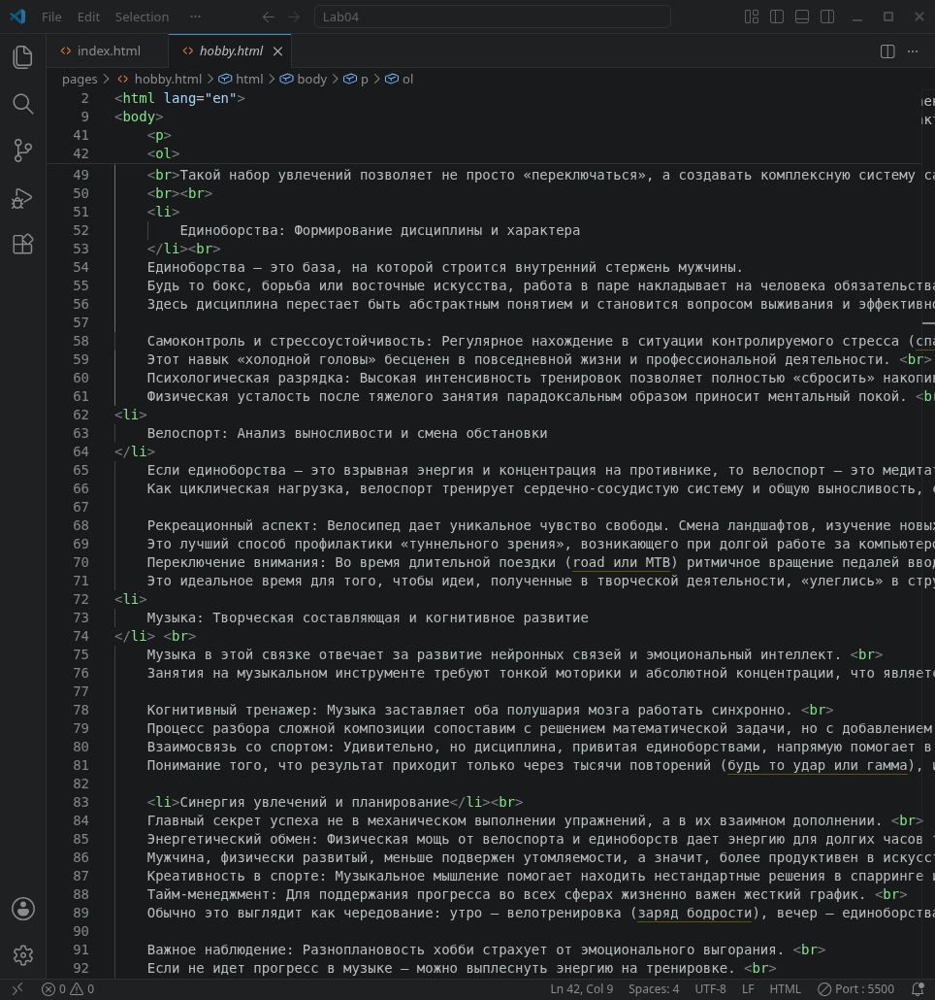 File Edit Selection ··· Lab04
index.html hobby.html ···
pages > hobby.html > html > body > p > ol
2 <html lang="en">
9 <body>
41 <p>
42 <ol>
49 <br>Такой набор увлечений позволяет не просто «переключаться», а создавать комплексную систему
50 <br><br>
51 <li>
52 Единоборства: Формирование дисциплины и характера
53 </li><br>
54 Единоборства — это база, на которой строится внутренний стержень мужчины.
55 Будь то бокс, борьба или восточные искусства, работа в паре накладывает на человека обязательства
56 Здесь дисциплина перестает быть абстрактным понятием и становится вопросом выживания и
57
58 Самоконтроль и стрессоустойчивость: Регулярное нахождение в ситуации контролируемого стресса (
59 Этот навык «холодной головы» бесценен в повседневной жизни и профессиональной деятельности. <br>
60 Психологическая разрядка: Высокая интенсивность тренировок позволяет полностью «сбросить»
61 Физическая усталость после тяжелого занятия парадоксальным образом приносит ментальный покой. <b
62 <li>
63 Велоспорт: Анализ выносливости и смена обстановки
64 </li>
65 Если единоборства — это взрывная энергия и концентрация на противнике, то велоспорт — это
66 Как циклическая нагрузка, велоспорт тренирует сердечно-сосудистую систему и общую выносливость,
67
68 Рекреационный аспект: Велосипед дает уникальное чувство свободы. Смена ландшафтов, изучение новых
69 Это лучший способ профилактики «туннельного зрения», возникающего при долгой работе за
70 Переключение внимания: Во время длительной поездки (road или MTB) ритмичное вращение педалей
71 Это идеальное время для того, чтобы идеи, полученные в творческой деятельности, «улеглись» в
72 <li>
73 Музыка: Творческая составляющая и когнитивное развитие
74 </li> <br>
75 Музыка в этой связке отвечает за развитие нейронных связей и эмоциональный интеллект. <br>
76 Занятия на музыкальном инструменте требуют тонкой моторики и абсолютной концентрации, что
77
78 Когнитивный тренажер: Музыка заставляет оба полушария мозга работать синхронно. <br>
79 Процесс разбора сложной композиции сопоставим с решением математической задачи, но с добавлением
80 Взаимосвязь со спортом: Удивительно, но дисциплина, привитая единоборствами, напрямую помогает в
81 Понимание того, что результат приходит только через тысячи повторений (будь то удар или гамма),
82
83 <li>Синергия увлечений и планирование</li><br>
84 Главный секрет успеха не в механическом выполнении упражнений, а в их взаимном дополнении. <br>
85 Энергетический обмен: Физическая мощь от велоспорта и единоборств дает энергию для долгих часов
86 Мужчина, физически развитый, меньше подвержен утомляемости, а значит, более продуктивен в
87 Креативность в спорте: Музыкальное мышление помогает находить нестандартные решения в спарринге
88 Тайм-менеджмент: Для поддержания прогресса во всех сферах жизненно важен жесткий график. <br>
89 Обычно это выглядит как чередование: утро — велотренировка (заряд бодрости), вечер — единоборства
90
91 Важное наблюдение: Разноплановость хобби страхует от эмоционального выгорания. <br>
92 Если не идет прогресс в музыке — можно выплеснуть энергию на тренировке. <br>
0 0 Ln 42, Col 9 Spaces: 4 UTF-8 LF HTML Port : 5500